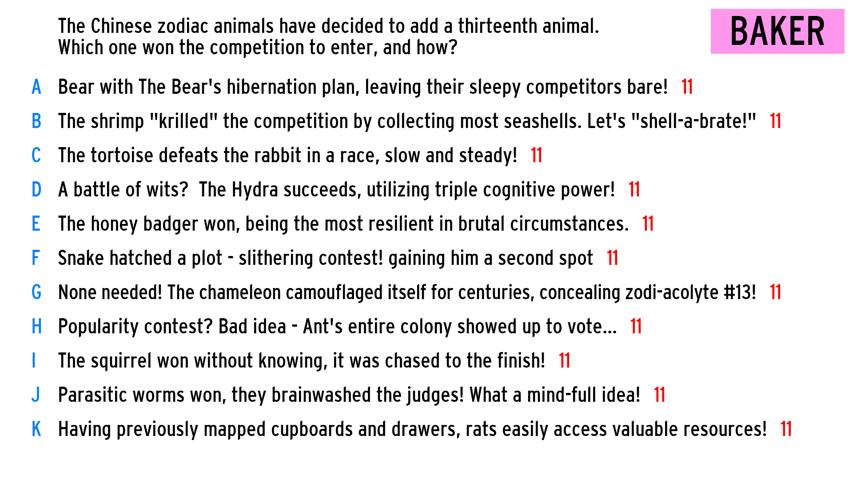 The Chinese zodiac animals have decided to add a thirteenth animal.
Which one won the competition to enter, and how?
BAKER
A Bear with The Bear's hibernation plan, leaving their sleepy competitors bare! 11
B The shrimp "krilled" the competition by collecting most seashells. Let's "shell-a-brate!" 11
C The tortoise defeats the rabbit in a race, slow and steady! 11
D A battle of wits? The Hydra succeeds, utilizing triple cognitive power! 11
E The honey badger won, being the most resilient in brutal circumstances. 11
F Snake hatched a plot - slithering contest! gaining him a second spot 11
G None needed! The chameleon camouflaged itself for centuries, concealing zodi-acolyte #13! 11
H Popularity contest? Bad idea - Ant's entire colony showed up to vote... 11
I The squirrel won without knowing, it was chased to the finish! 11
J Parasitic worms won, they brainwashed the judges! What a mind-full idea! 11
K Having previously mapped cupboards and drawers, rats easily access valuable resources! 11